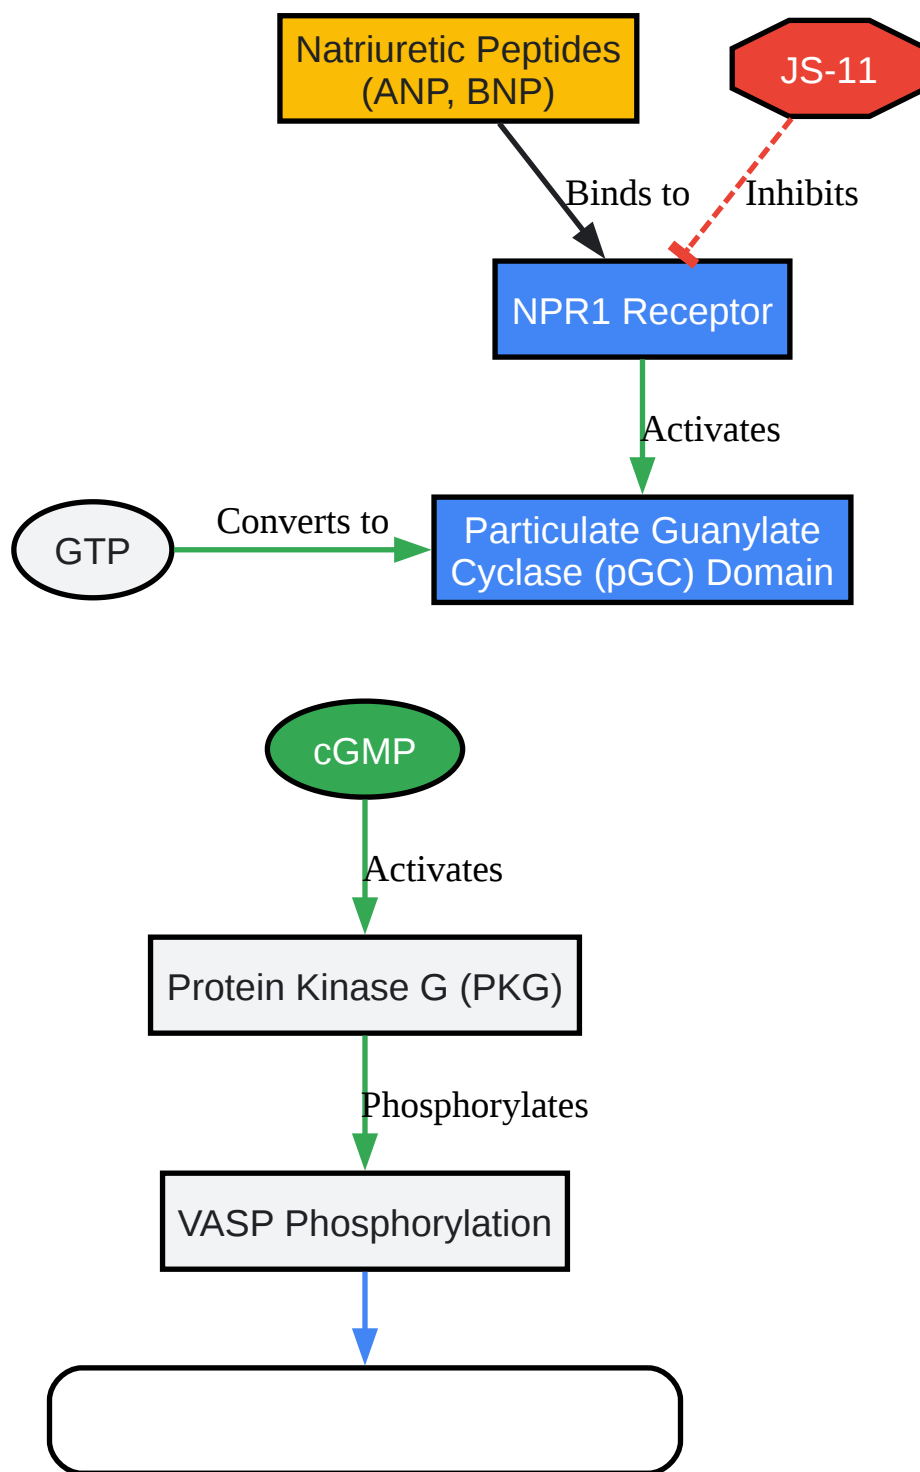 Natriuretic Peptides
(ANP, BNP)
JS-11
Binds to
Inhibits
NPR1 Receptor
Activates
Converts to
GTP
Particulate Guanylate
Cyclase (pGC) Domain
cGMP
Activates
Protein Kinase G (PKG)
Phosphorylates
VASP Phosphorylation